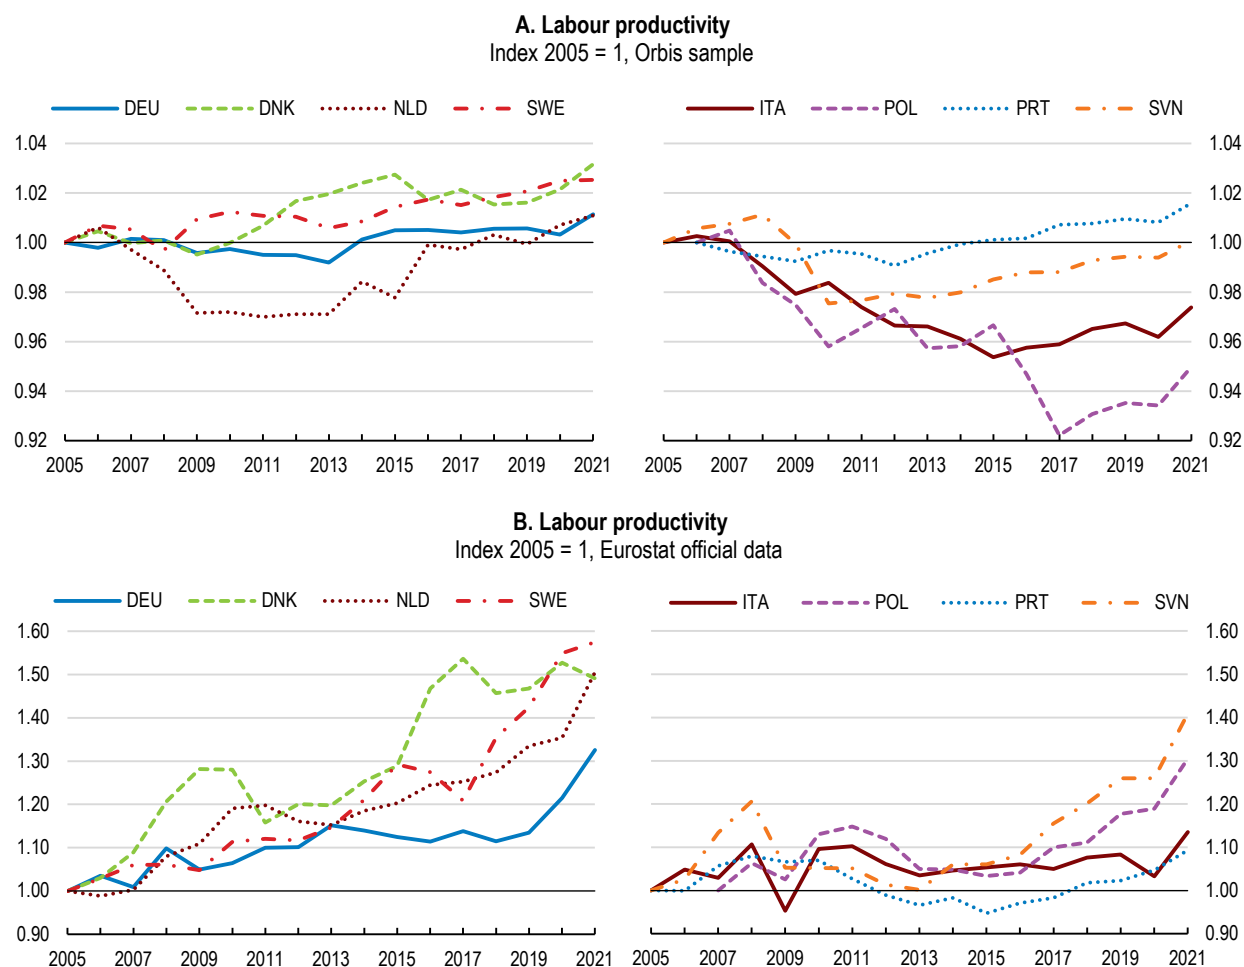 A. Labour productivity
Index 2005 = 1, Orbis sample
DEU DNK NLD SWE ITA POL PRT SVN
1.04 1.04
1.02 1.02
1.00 1.00
0.98 0.98
0.96 0.96
0.94 0.94
0.92 0.92
2005 2007 2009 2011 2013 2015 2017 2019 2021 2005 2007 2009 2011 2013 2015 2017 2019 2021
B. Labour productivity
Index 2005 = 1, Eurostat official data
DEU DNK NLD SWE ITA POL PRT SVN
1.60 1.60
1.50 1.50
1.40 1.40
1.30 1.30
1.20 1.20
1.10 1.10
1.00 1.00
0.90 0.90
2005 2007 2009 2011 2013 2015 2017 2019 2021 2005 2007 2009 2011 2013 2015 2017 2019 2021